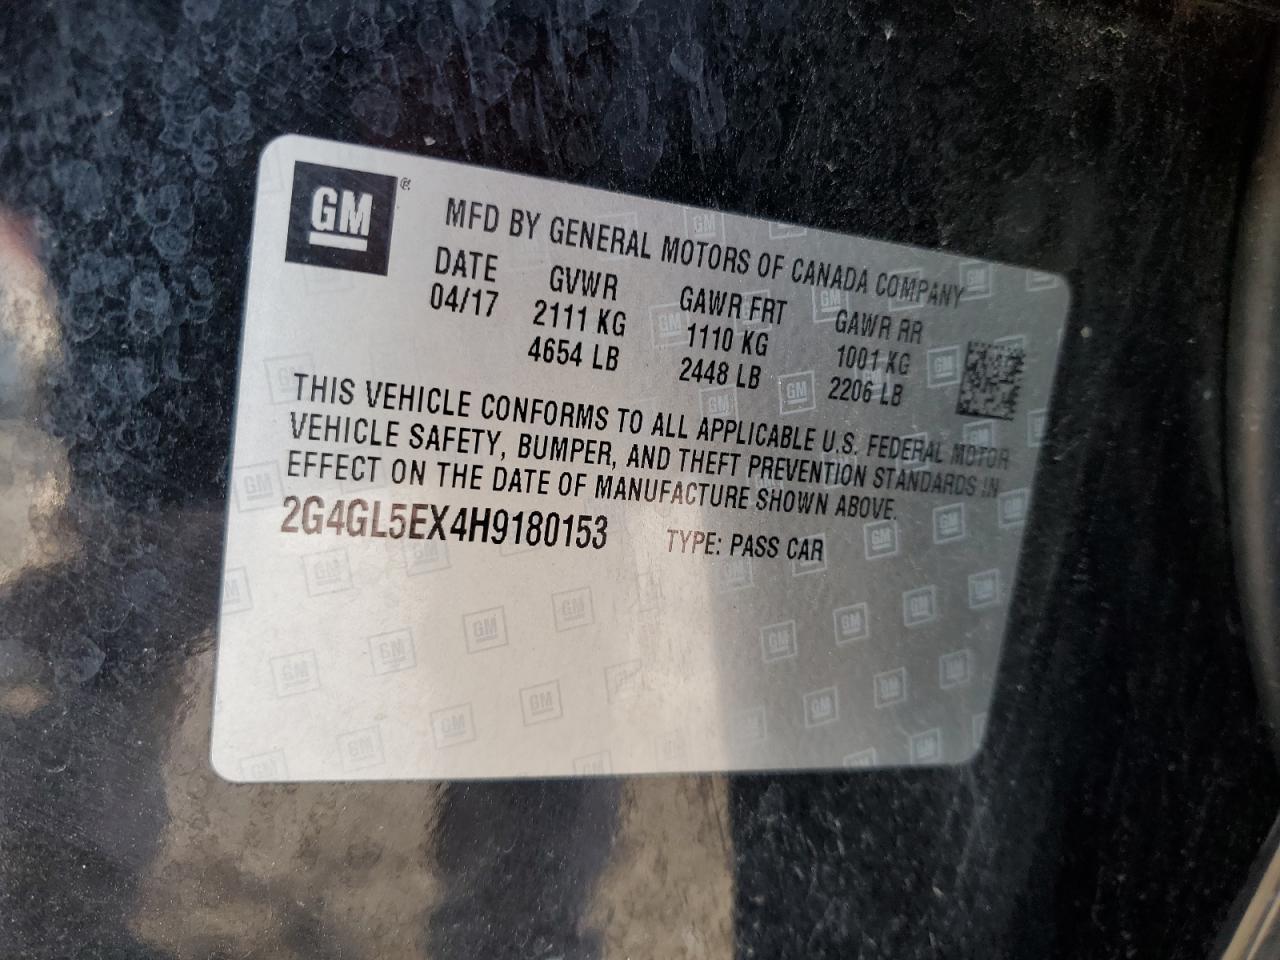 GM®
MFD BY GENERAL MOTORS OF CANADA COMPANY
DATE GVWR GAWR FRT GAWR RR
04/17 2111 KG 1110 KG 1001 KG
4654 LB 2448 LB 2206 LB
THIS VEHICLE CONFORMS TO ALL APPLICABLE U.S. FEDERAL MOTOR
VEHICLE SAFETY, BUMPER, AND THEFT PREVENTION STANDARDS IN
EFFECT ON THE DATE OF MANUFACTURE SHOWN ABOVE.
2G4GL5EX4H9180153 TYPE: PASS CAR